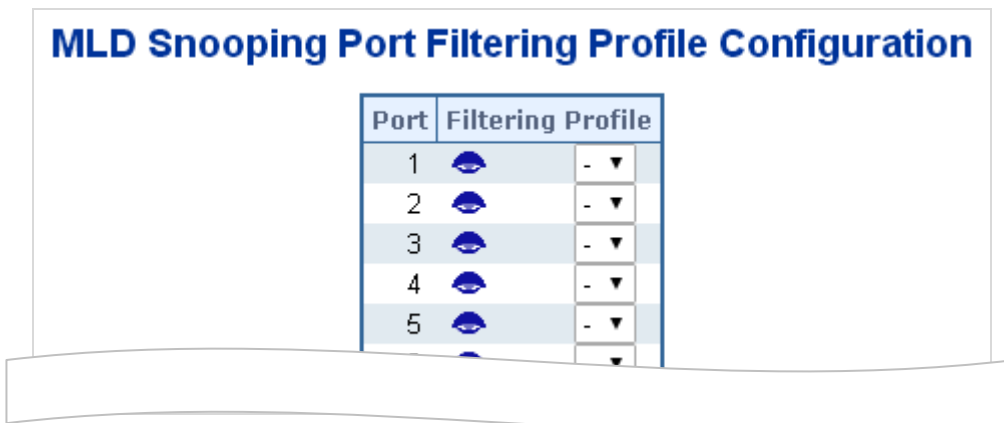 MLD Snooping Port Filtering Profile Configuration
Port Filtering Profile
1 -
2 -
3 -
4 -
5 -